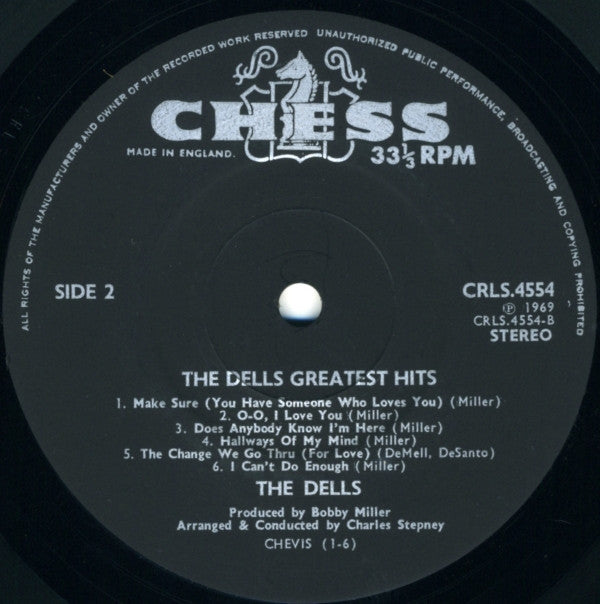 ALL RIGHTS OF THE MANUFACTURERS AND OWNER OF THE RECORDED WORK RESERVED UNAUTHORIZED PUBLIC PERFORMANCE, BROADCASTING AND COPYING PROHIBITED
CHESS
MADE IN ENGLAND.
33⅓ RPM
SIDE 2
CRLS.4554
℗ 1969
CRLS.4554-B
STEREO
THE DELLS GREATEST HITS
1. Make Sure (You Have Someone Who Loves You) (Miller)
2. O-O, I Love You (Miller)
3. Does Anybody Know I'm Here (Miller)
4. Hallways Of My Mind (Miller)
5. The Change We Go Thru (For Love) (DeMell, DeSanto)
6. I Can't Do Enough (Miller)
THE DELLS
Produced by Bobby Miller
Arranged & Conducted by Charles Stepney
CHEVIS (1-6)